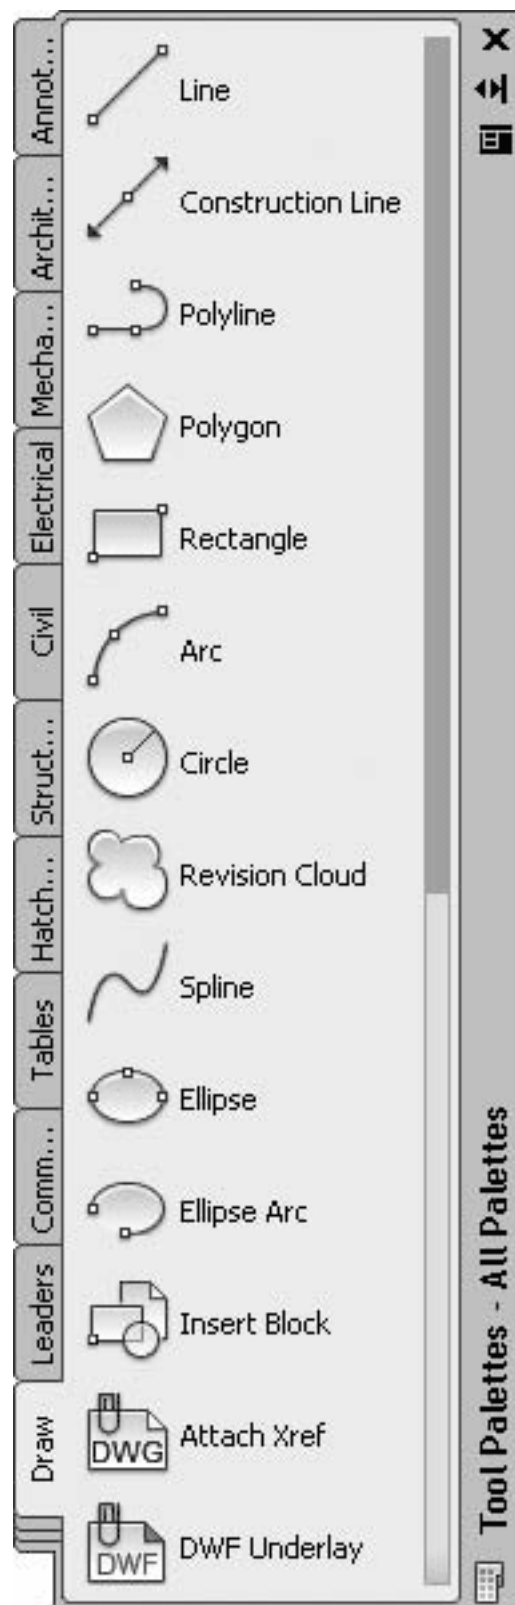 Annot...
Archit...
Mecha...
Electrical
Civil
Struct...
Hatch...
Tables
Comm...
Leaders
Draw
Line
Construction Line
Polyline
Polygon
Rectangle
Arc
Circle
Revision Cloud
Spline
Ellipse
Ellipse Arc
Insert Block
DWG
Attach Xref
DWF
DWF Underlay
Tool Palettes - All Palettes